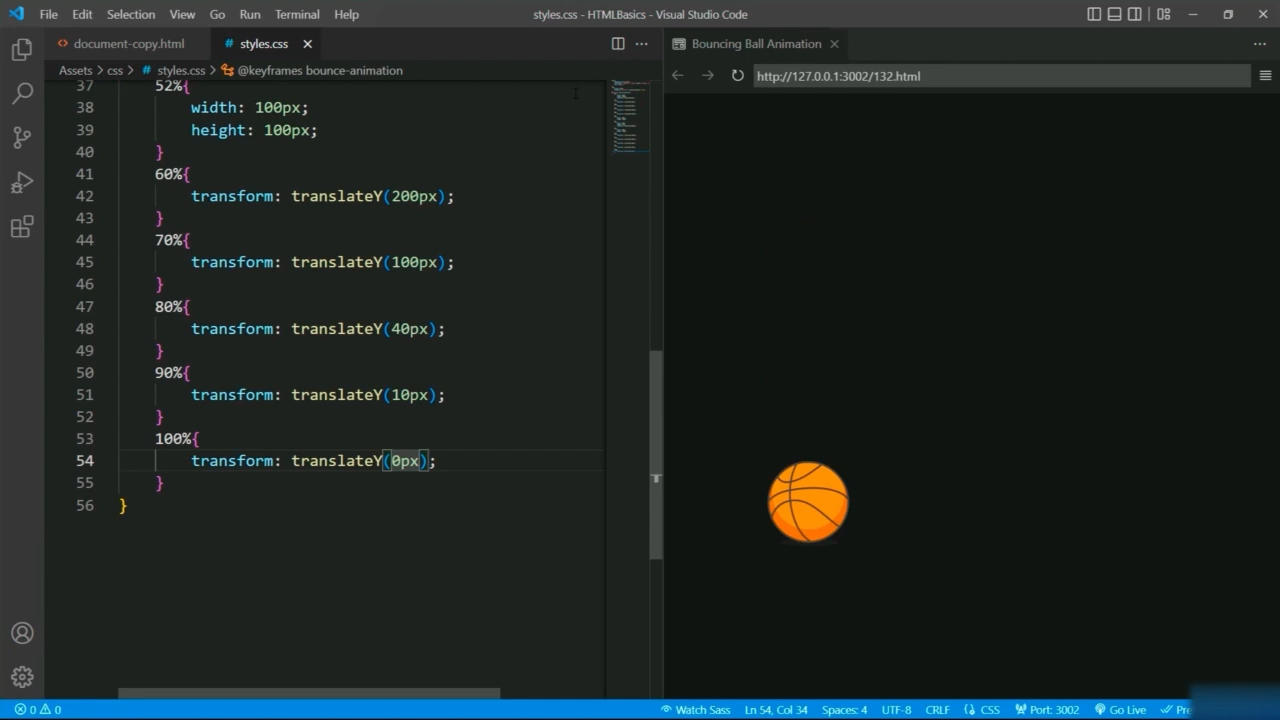 File Edit Selection View Go Run Terminal Help styles.css - HTMLBasics - Visual Studio Code
document-copy.html # styles.css Bouncing Ball Animation
Assets > css > # styles.css > @keyframes bounce-animation
http://127.0.0.1:3002/132.html
37 52%{
38 width: 100px;
39 height: 100px;
40 }
41 60%{
42 transform: translateY(200px);
43 }
44 70%{
45 transform: translateY(100px);
46 }
47 80%{
48 transform: translateY(40px);
49 }
50 90%{
51 transform: translateY(10px);
52 }
53 100%{
54 transform: translateY(0px);
55 }
56 }
0 0 Watch Sass Ln 54, Col 34 Spaces: 4 UTF-8 CRLF CSS Port: 3002 Go Live